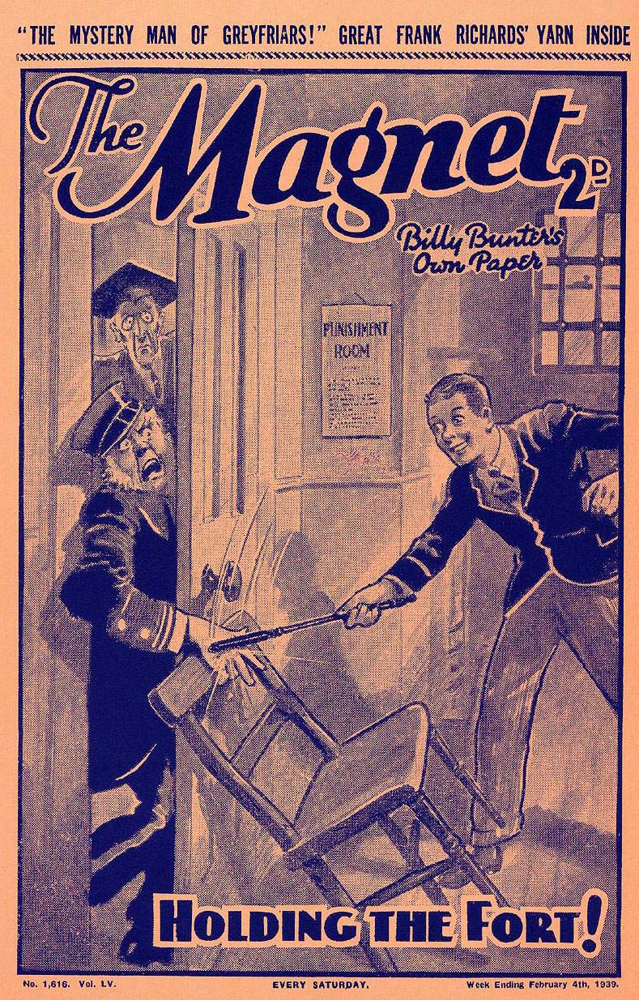 "THE MYSTERY MAN OF GREYFRIARS!" GREAT FRANK RICHARDS' YARN INSIDE
The Magnet
2D
Billy Bunter's
Own Paper
PUNISHMENT
ROOM
HOLDING THE FORT!
No. 1,616. Vol. LV. EVERY SATURDAY. Week Ending February 4th, 1939.